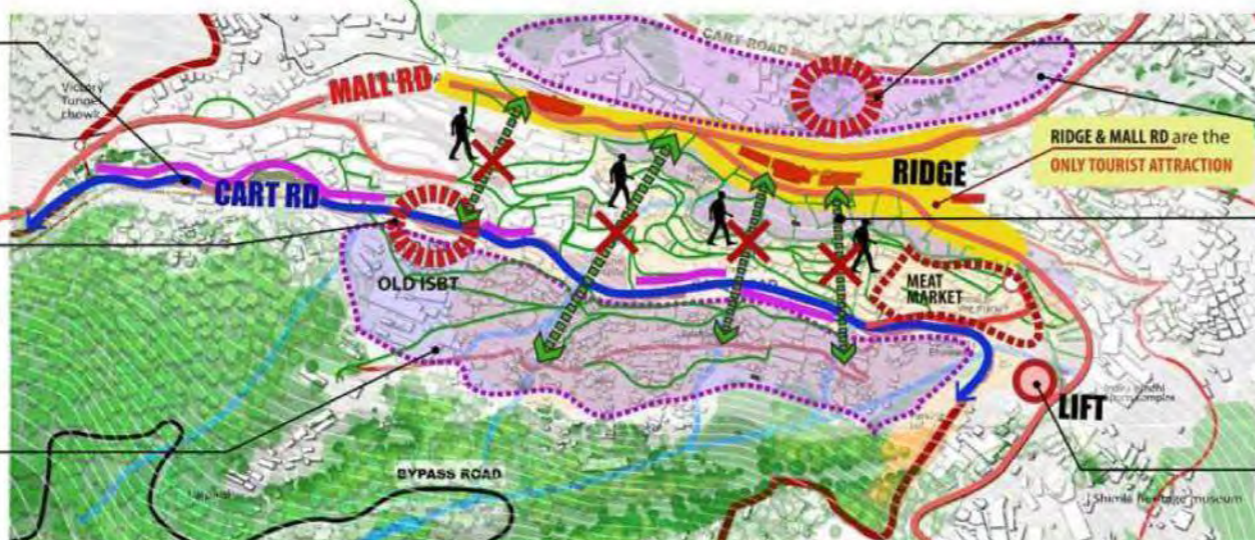 CART ROAD
MALL RD
Victory
Tunnel
chowk
RIDGE & MALL RD are the
ONLY TOURIST ATTRACTION
RIDGE
CART RD
OLD ISBT
MEAT
MARKET
LIFT
BYPASS ROAD
Shimla heritage museum